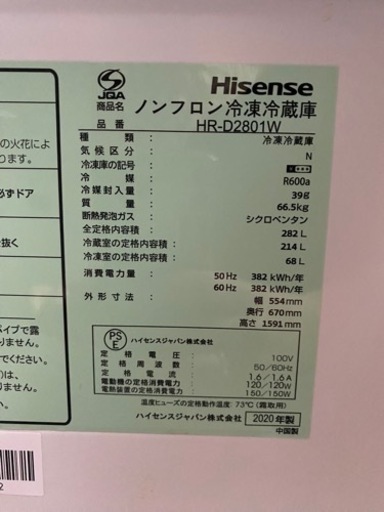 JQA
Hisense
商品名 ノンフロン冷凍冷蔵庫
品番 HR-D2801W
種類 : 冷凍冷蔵庫
気候区分 : N
冷凍庫の記号 :
冷媒 : R600a
冷媒封入量 : 39g
質量 : 66.5kg
断熱発泡ガス : シクロペンタン
全定格内容積 : 282 L
冷蔵室の定格内容積 : 214 L
冷凍室の定格内容積 : 68 L
消費電力量 : 50 Hz 382 kWh/年
60 Hz 382 kWh/年
外形寸法 : 幅 554mm
奥行 670mm
高さ 1591mm
PSE
ハイセンスジャパン株式会社
定格電圧 : 100V
定格周波数 : 50/60Hz
定格電流 : 1.6/1.6A
電動機の定格消費電力 : 120/120W
電熱装置の定格消費電力 : 150/150W
温度ヒューズの定格動作温度 : 73℃ (霜取用)
ハイセンスジャパン株式会社 2020年製
中国製
の火花によ
ります。
必ずドア
を抜く
パイプで露
でください。
は、
りません。
ません。
2